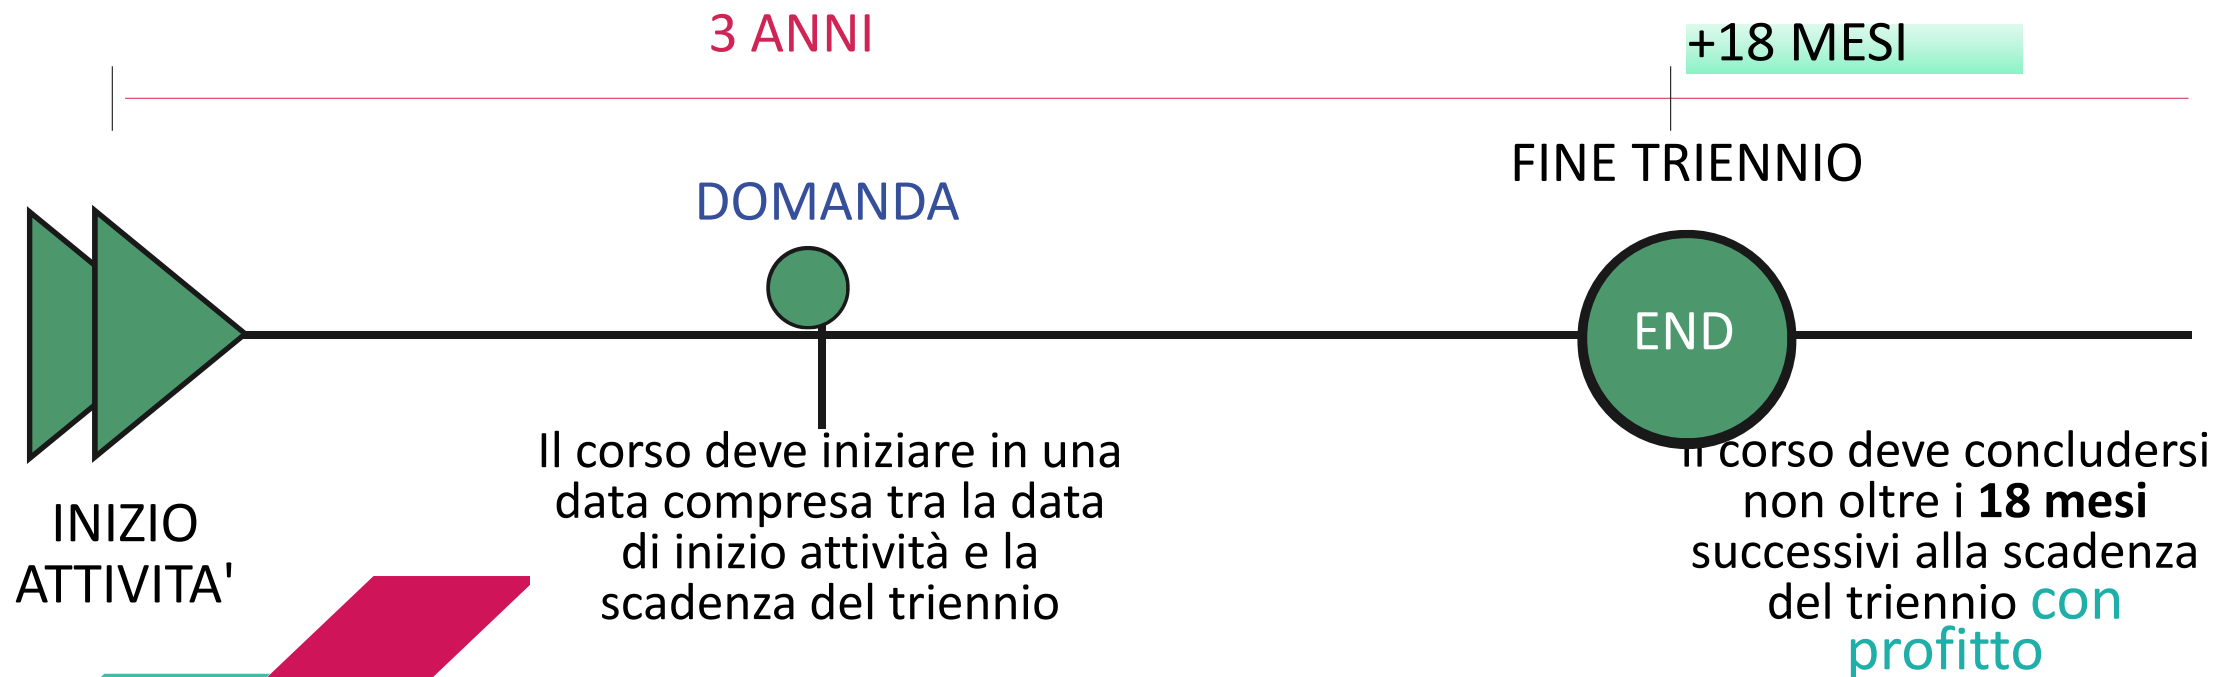 3 ANNI
+18 MESI
FINE TRIENNIO
DOMANDA
END
INIZIO
ATTIVITA'
Il corso deve iniziare in una
data compresa tra la data
di inizio attività e la
scadenza del triennio
Il corso deve concludersi
non oltre i 18 mesi
successivi alla scadenza
del triennio con
profitto